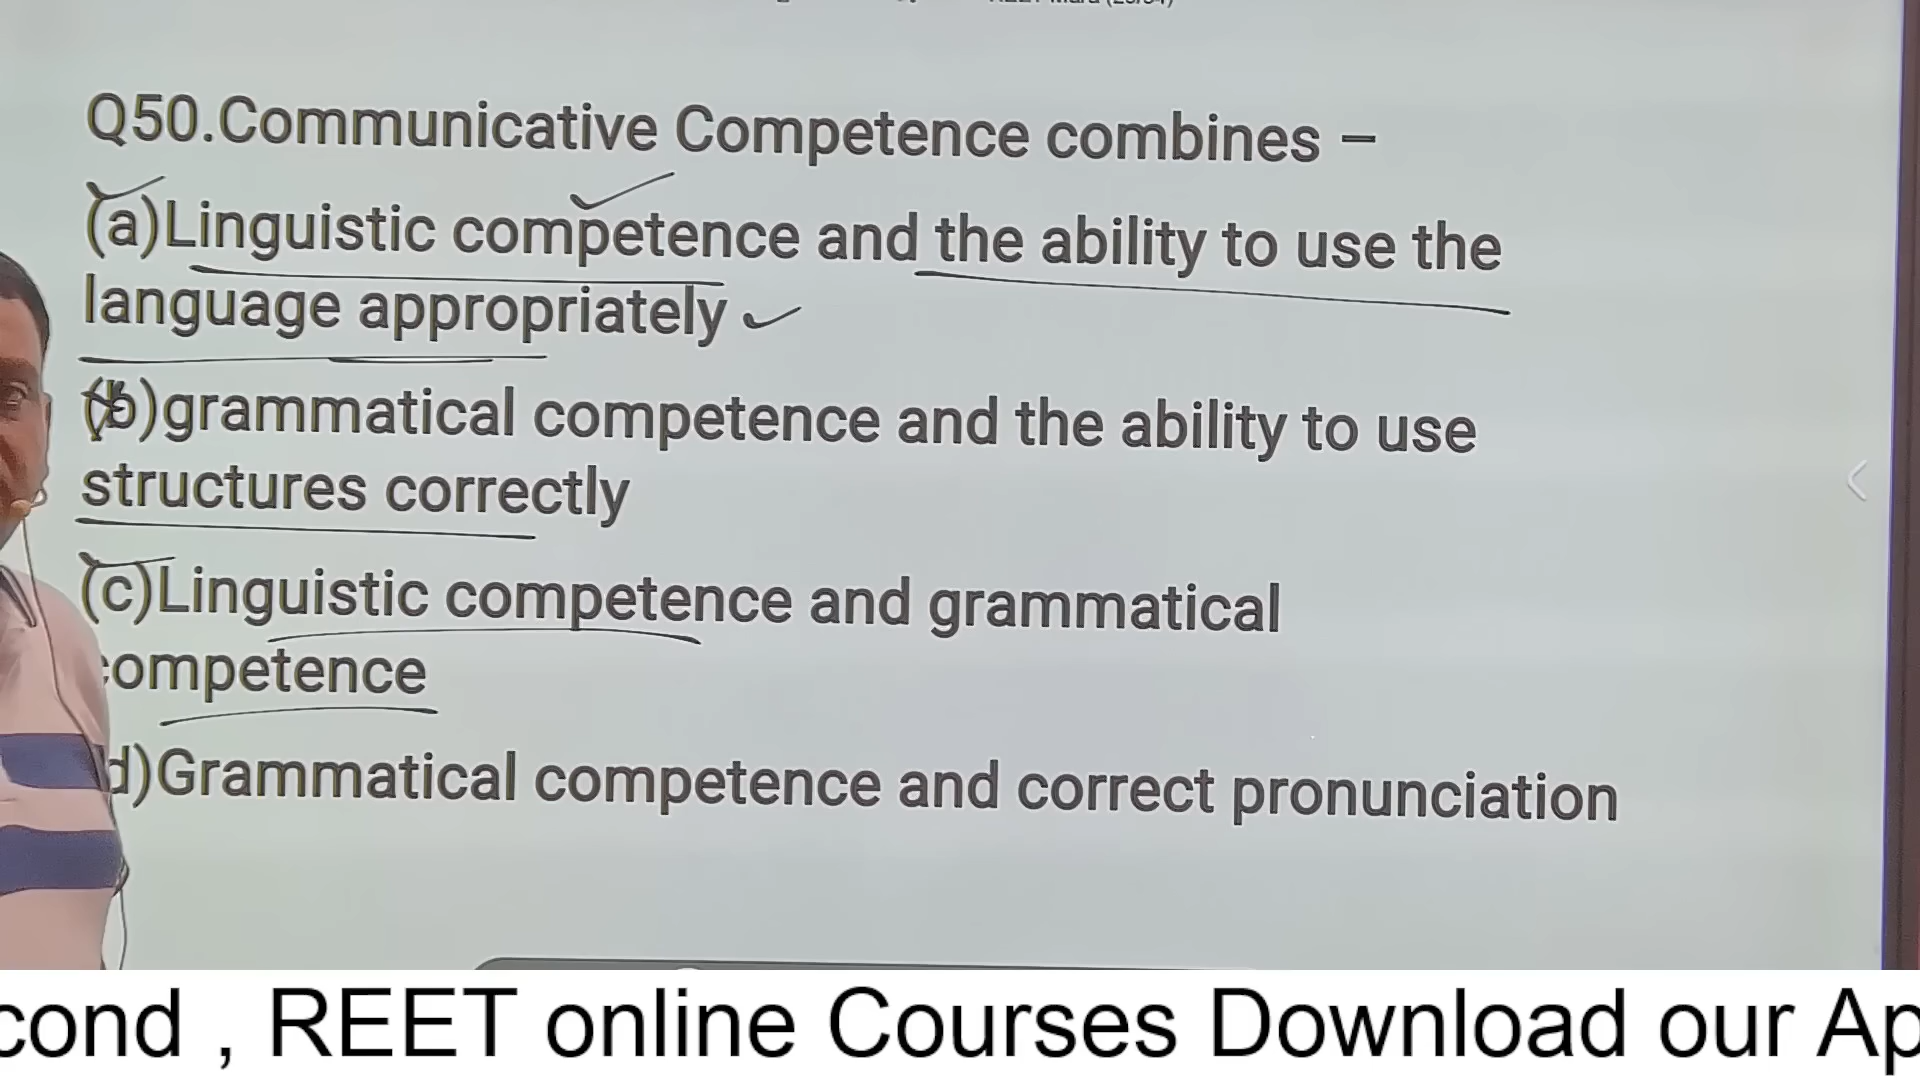 Q50.Communicative Competence combines –
(a)Linguistic competence and the ability to use the
language appropriately
(b)grammatical competence and the ability to use
structures correctly
(c)Linguistic competence and grammatical
competence
d)Grammatical competence and correct pronunciation
cond , REET online Courses Download our Ap